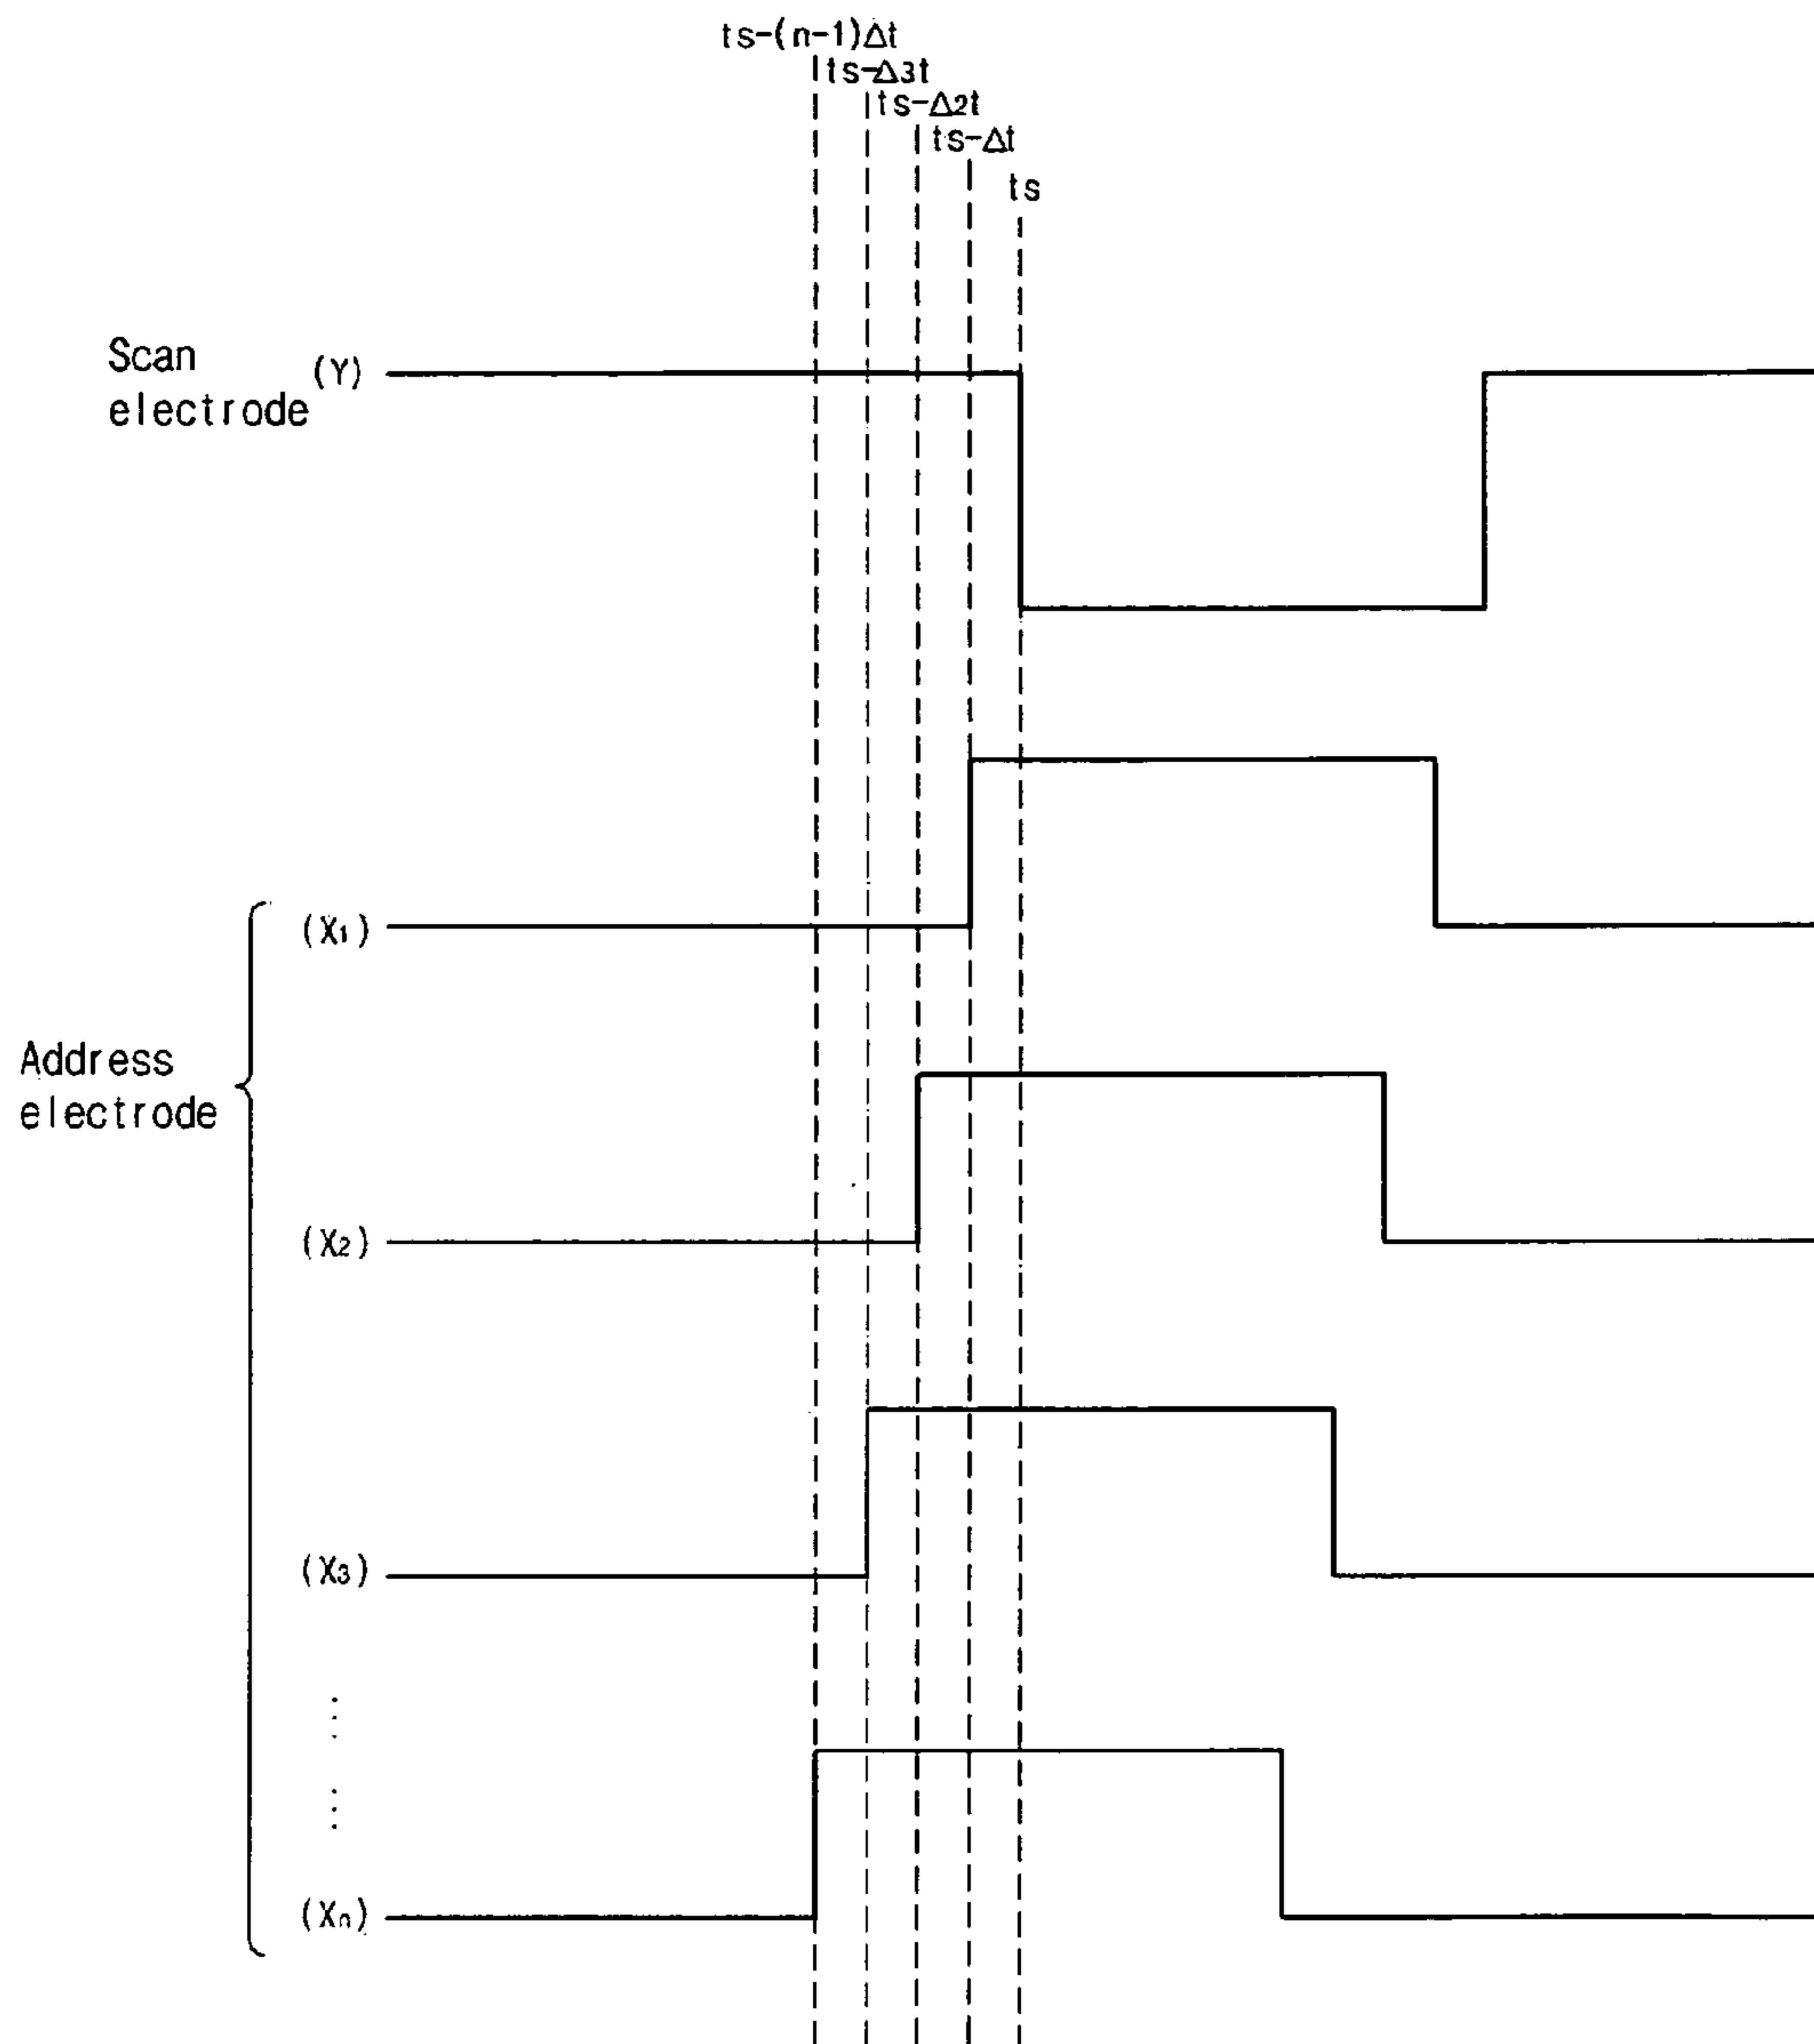 ts-(n-1)Δt
ts-Δ3t
ts-Δ2t
ts-Δt
ts
Scan
electrode
(Y)
(X1)
Address
electrode
(X2)
(X3)
(Xn)